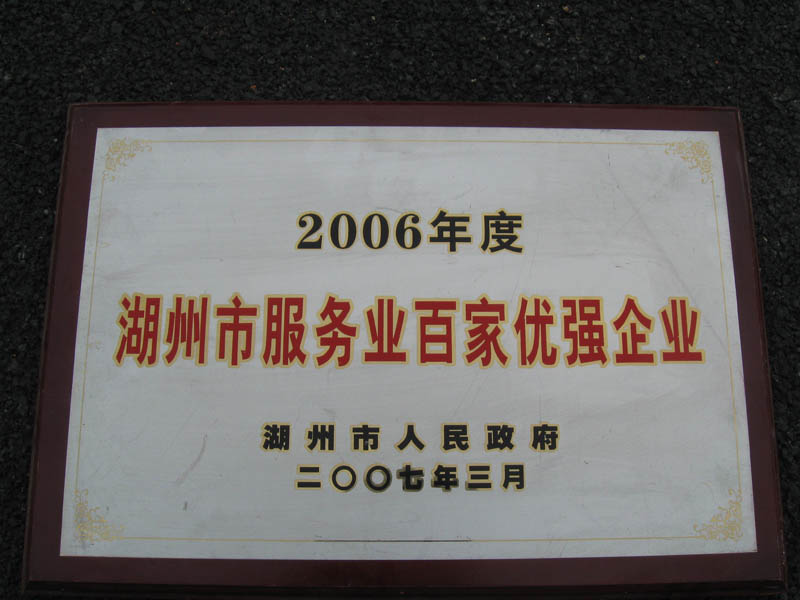 2006年度
湖州市服务业百家优强企业
湖州市人民政府
二〇〇七年三月